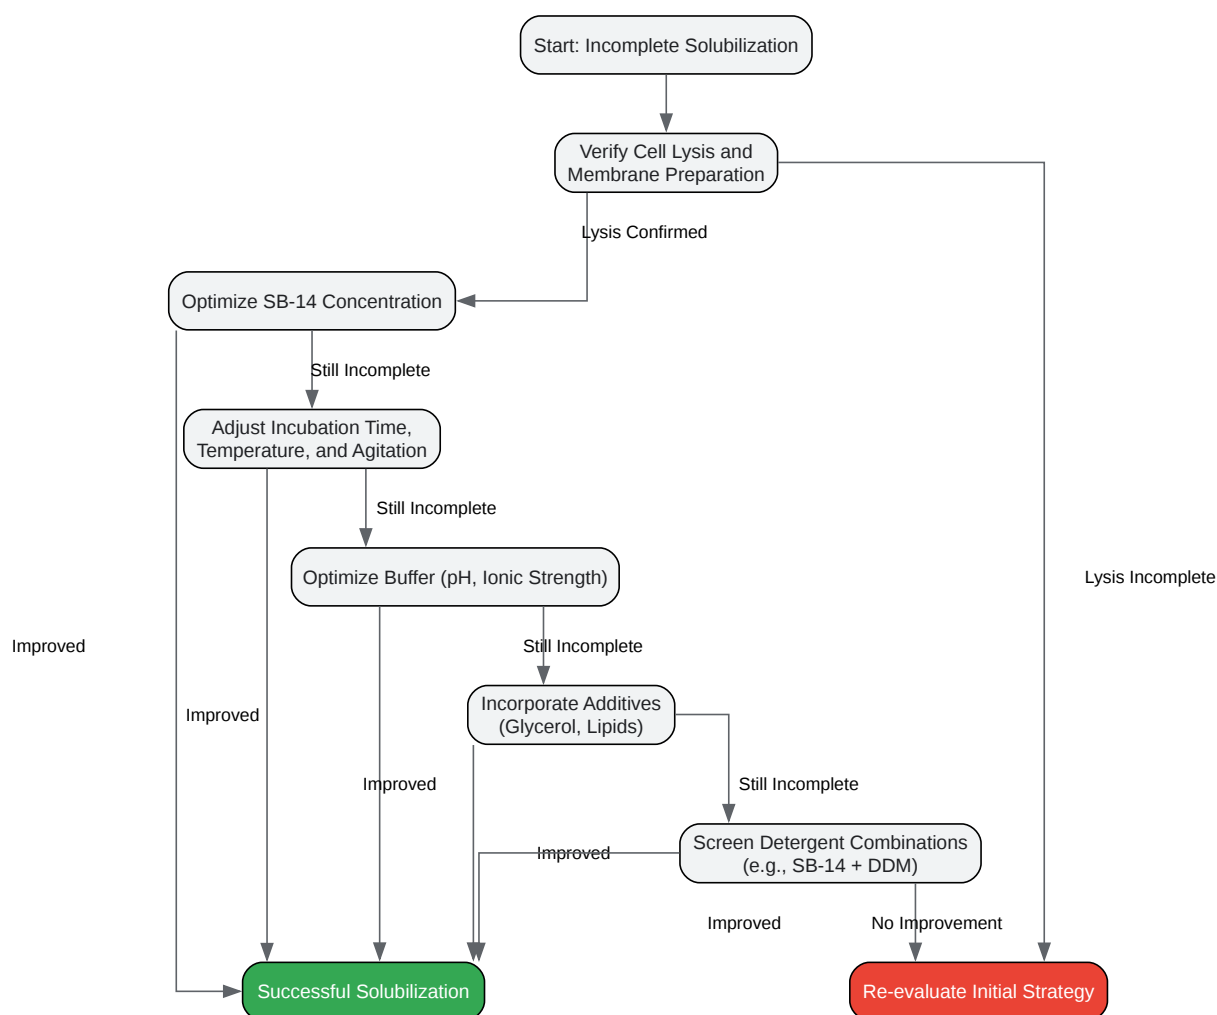 Start: Incomplete Solubilization
Verify Cell Lysis and
Membrane Preparation
Lysis Confirmed
Optimize SB-14 Concentration
Still Incomplete
Adjust Incubation Time,
Temperature, and Agitation
Still Incomplete
Optimize Buffer (pH, Ionic Strength)
Lysis Incomplete
Improved
Still Incomplete
Incorporate Additives
(Glycerol, Lipids)
Improved
Improved
Still Incomplete
Screen Detergent Combinations
(e.g., SB-14 + DDM)
Improved
Improved
No Improvement
Successful Solubilization
Re-evaluate Initial Strategy